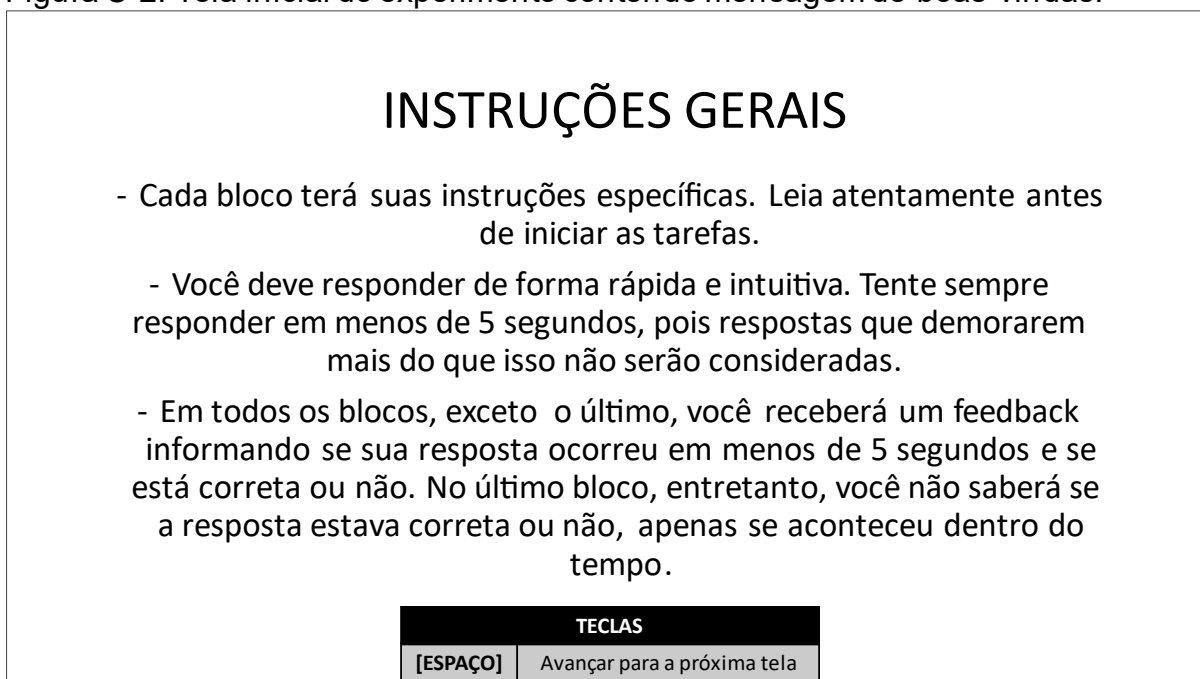 Figura Tela inicial do experimento contendo mensagem de boas-vindas.
INSTRUÇÕES GERAIS
- Cada bloco terá suas instruções específicas. Leia atentamente antes
de iniciar as tarefas.
- Você deve responder de forma rápida e intuitiva. Tente sempre
responder em menos de 5 segundos, pois respostas que demorarem
mais do que isso não serão consideradas.
- Em todos os blocos, exceto o último, você receberá um feedback
informando se sua resposta ocorreu em menos de 5 segundos e se
está correta ou não. No último bloco, entretanto, você não saberá se
a resposta estava correta ou não, apenas se aconteceu dentro do
tempo.
TECLAS
[ESPAÇO] Avançar para a próxima tela